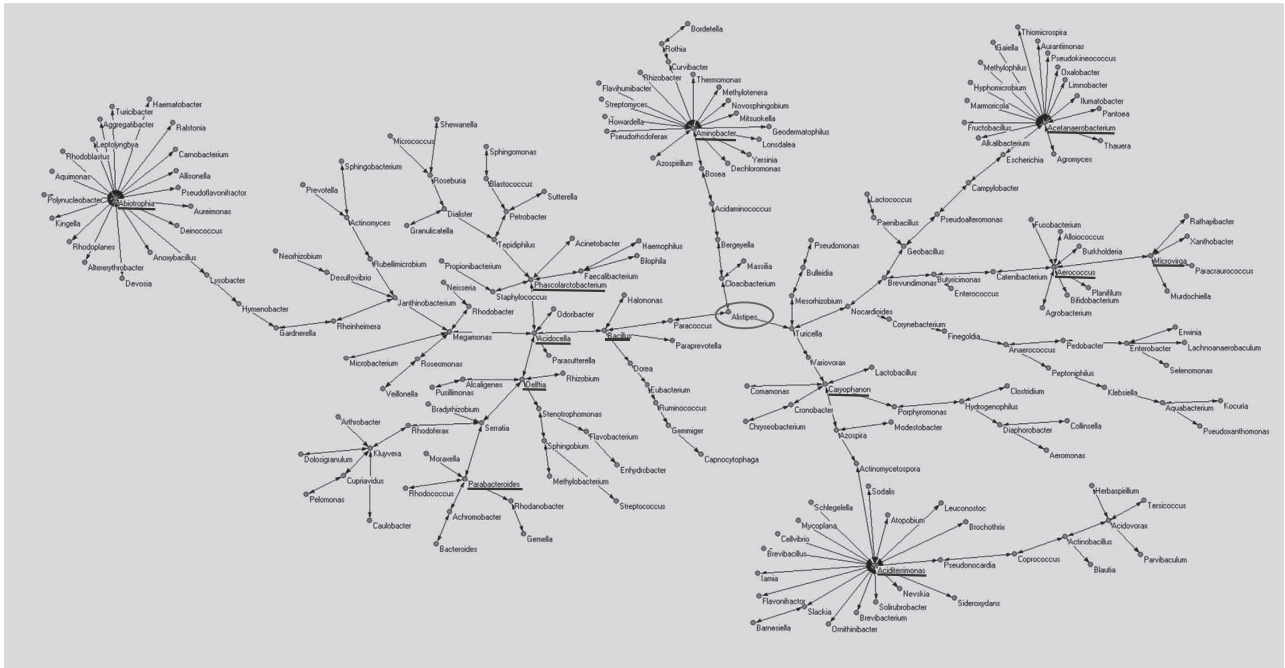 Bordetella
Rothia
Curvibacter
Rhizobacter
Thermomonas
Flavihumibacter
Methylotenera
Streptomyces
Novosphingobium
Howardella
Mitsuokella
Pseudorhodoferax
Aminobacter
Geodermatophilus
Lonsdalea
Azospirillum
Yersinia
Dechloromonas
Bosea
Acidaminococcus
Bergeyella
Massilia
Cloacibacterium
Alistipes
Thiomicrospira
Gaiella
Aurantimonas
Pseudokineococcus
Methylophilus
Oxalobacter
Hyphomicrobium
Limnobacter
Marmoricola
Ilumatobacter
Pantoea
Fructobacillus
Acetanaerobacterium
Alkalibacterium
Thauera
Escherichia
Agromyces
Campylobacter
Lactococcus
Paenibacillus
Pseudoalteromonas
Geobacillus
Haematobacter
Turicibacter
Aggregatibacter
Ralstonia
Leptolyngbya
Rhodoblastus
Carnobacterium
Aquimonas
Allisonella
Polynucleobacter
Pseudoflavonifractor
Abiotrophia
Aureimonas
Kingella
Deinococcus
Rhodoplanes
Anoxybacillus
Altererythrobacter
Devosia
Lysobacter
Hymenobacter
Gardnerella
Rheinheimera
Shewanella
Micrococcus
Sphingobacterium
Roseburia
Prevotella
Sphingomonas
Blastococcus
Sutterella
Dialister
Petrobacter
Actinomyces
Granulicatella
Tepidiphilus
Acinetobacter
Haemophilus
Neorhizobium
Rubellimicrobium
Propionibacterium
Blophila
Desulfovibrio
Faecalibacterium
Neisseria
Phascolarctobacterium
Janthinobacterium
Staphylococcus
Rhodobacter
Halononas
Odoribacter
Megamonas
Acidocella
Bacillus
Paracoccus
Paraprevotella
Microbacterium
Roseomonas
Parasutterella
Dorea
Veillonella
Alcaligenes
Delftia
Rhizobium
Pusillimonas
Eubacterium
Bradyrhizobium
Stenotrophomonas
Ruminococcus
Arthrobacter
Rhodoferax
Serratia
Flavobacterium
Gemmiger
Dolosigranulum
Kluyvera
Moraxella
Sphingobium
Enhydrobacter
Capnocytophaga
Cupriavidus
Parabacteroides
Methylobacterium
Pelomonas
Rhodococcus
Rhodanobacter
Streptococcus
Caulobacter
Achromobacter
Gemella
Bacteroides
Pseudomonas
Bulleidia
Mesorhizobium
Turicella
Nocardioides
Brevundimonas
Butyricimonas
Enterococcus
Catenibacterium
Fusobacterium
Alloiococcus
Burkholderia
Aerococcus
Planifilum
Bifidobacterium
Agrobacterium
Rathayibacter
Xanthobacter
Microvirga
Paracraurococcus
Murdochiella
Corynebacterium
Finegoldia
Anaerococcus
Pedobacter
Erwinia
Enterobacter
Lachnoanaerobaculum
Selenomonas
Peptoniphilus
Klebsiella
Aquabacterium
Kocuria
Pseudoxanthomonas
Variovorax
Lactobacillus
Comamonas
Caryophanon
Cronobacter
Porphyromonas
Hydrogenophilus
Clostridium
Chryseobacterium
Azospira
Modestobacter
Diaphorobacter
Collinsella
Aeromonas
Actinomycetospora
Sodalis
Schlegelella
Leuconostoc
Mycoplana
Atopobium
Brochothrix
Cellvibrio
Brevibacillus
Aciditerrimonas
Pseudonocardia
Coprococcus
Actinobacillus
Herbaspirillum
Tersicoccus
Acidovorax
Parvibaculum
Blautia
Iamia
Nevskia
Flavonifractor
Slackia
Solirubrobacter
Sideroxydans
Barnesiella
Brevibacterium
Ornithinibacter